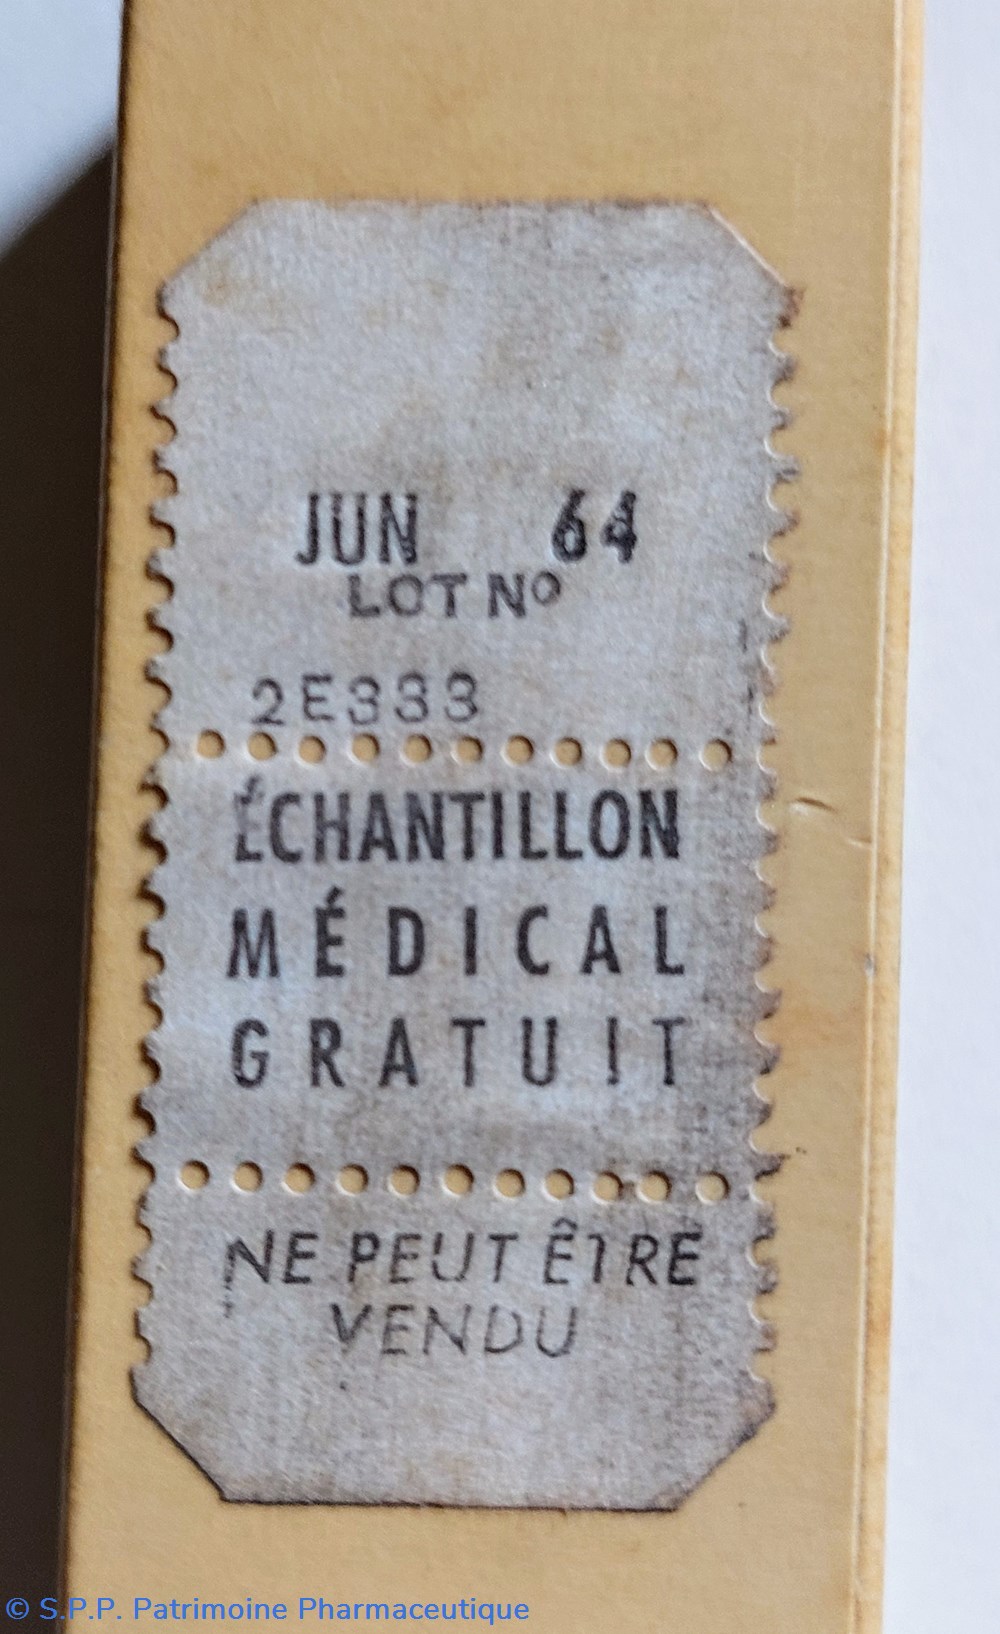 JUN 64
LOT Nº
2E333
ÉCHANTILLON
MÉDICAL
GRATUIT
NE PEUT ÊTRE
VENDU
© S.P.P. Patrimoine Pharmaceutique